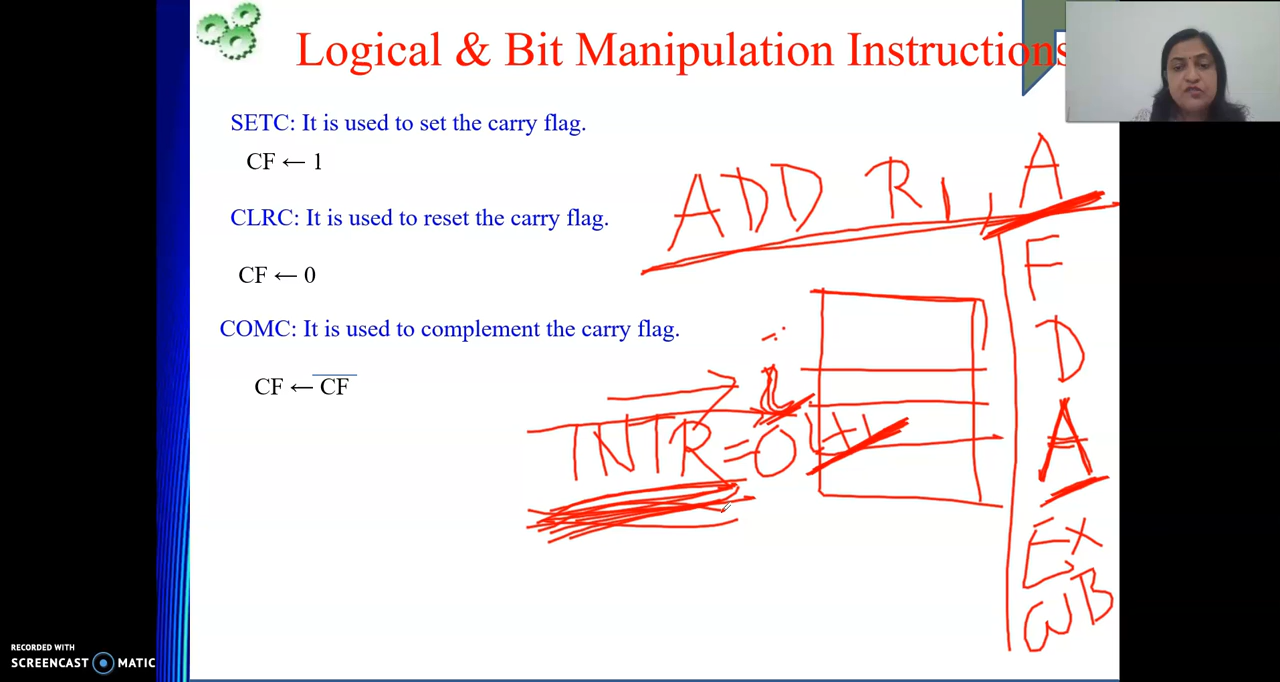 Logical & Bit Manipulation Instructions
SETC: It is used to set the carry flag.
CF ← 1
CLRC: It is used to reset the carry flag.
CF ← 0
COMC: It is used to complement the carry flag.
CF ← C̅F̅
ADD R1, A
F
D
A
EX
WB
i
INTR = 0
i+1
RECORDED WITH
SCREENCAST MATIC